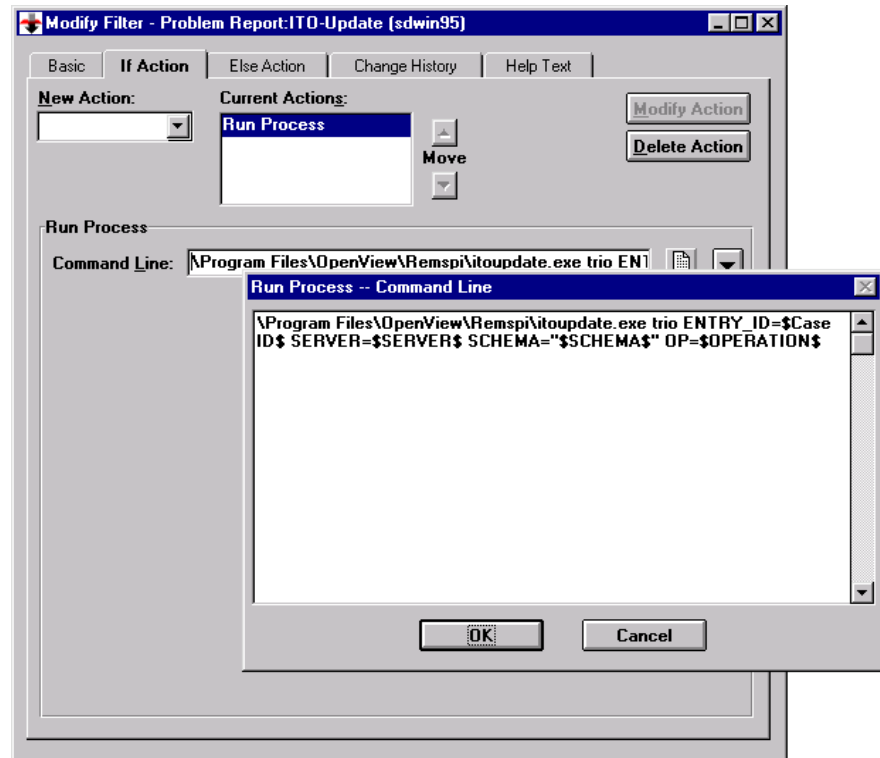 Modify Filter - Problem Report:ITO-Update (sdwin95)
Basic If Action Else Action Change History Help Text
New Action: Current Actions:
Run Process
Modify Action
Move
Delete Action
Run Process
Command Line: \Program Files\OpenView\Remspi\itoupdate.exe trio
Run Process -- Command Line
\Program Files\OpenView\Remspi\itoupdate.exe trio ENTRY_ID=$Case
ID$ SERVER=$SERVER$ SCHEMA="$SCHEMA$" OP=$OPERATION$
OK Cancel